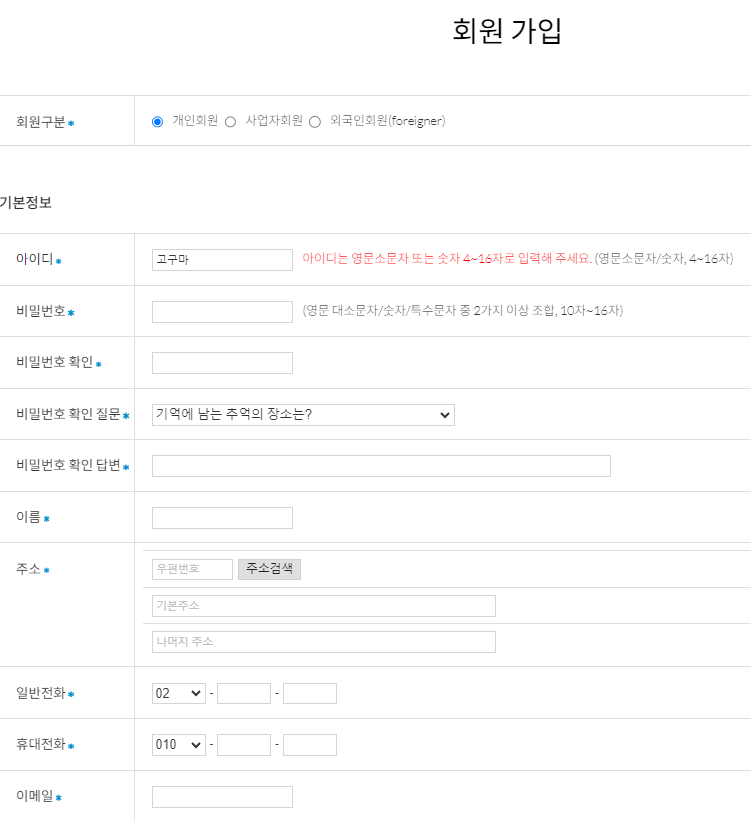 회원 가입
회원구분* 개인회원 사업자회원 외국인회원(foreigner)
기본정보
아이디* 고구마 아이디는 영문소문자 또는 숫자 4~16자로 입력해 주세요. (영문소문자/숫자, 4~16자)
비밀번호* (영문 대소문자/숫자/특수문자 중 2가지 이상 조합, 10자~16자)
비밀번호 확인*
비밀번호 확인 질문* 기억에 남는 추억의 장소는?
비밀번호 확인 답변*
이름*
주소* 우편번호 주소검색
기본주소
나머지 주소
일반전화* 02 - -
휴대전화* 010 - -
이메일*